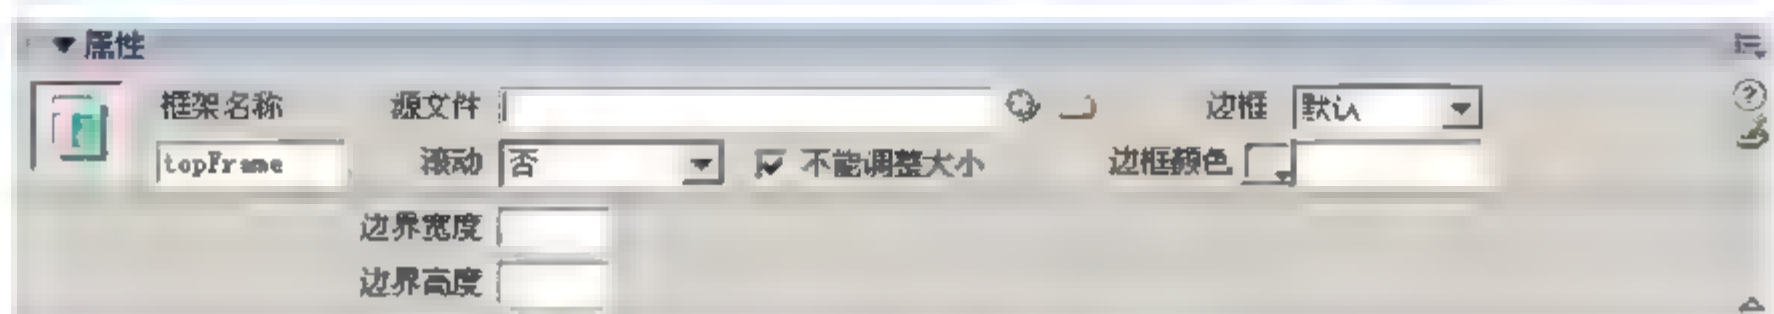 属性
框架名称 源文件 边框 默认
topFrame 滚动 否 不能调整大小 边框颜色
边界宽度
边界高度